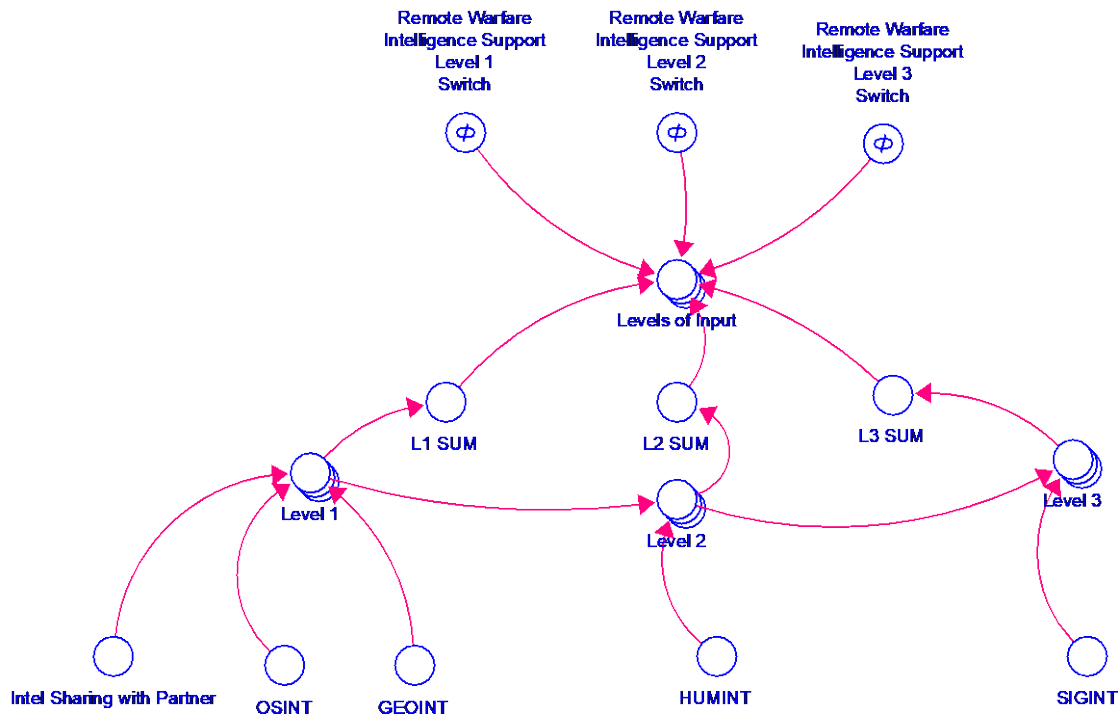 Remote Warfare
Intelligence Support
Level 1
Switch
Remote Warfare
Intelligence Support
Level 2
Switch
Remote Warfare
Intelligence Support
Level 3
Switch
Φ
Φ
Φ
Levels of Input
L1 SUM
L2 SUM
L3 SUM
Level 1
Level 2
Level 3
Intel Sharing with Partner
OSINT
GEOINT
HUMINT
SIGINT